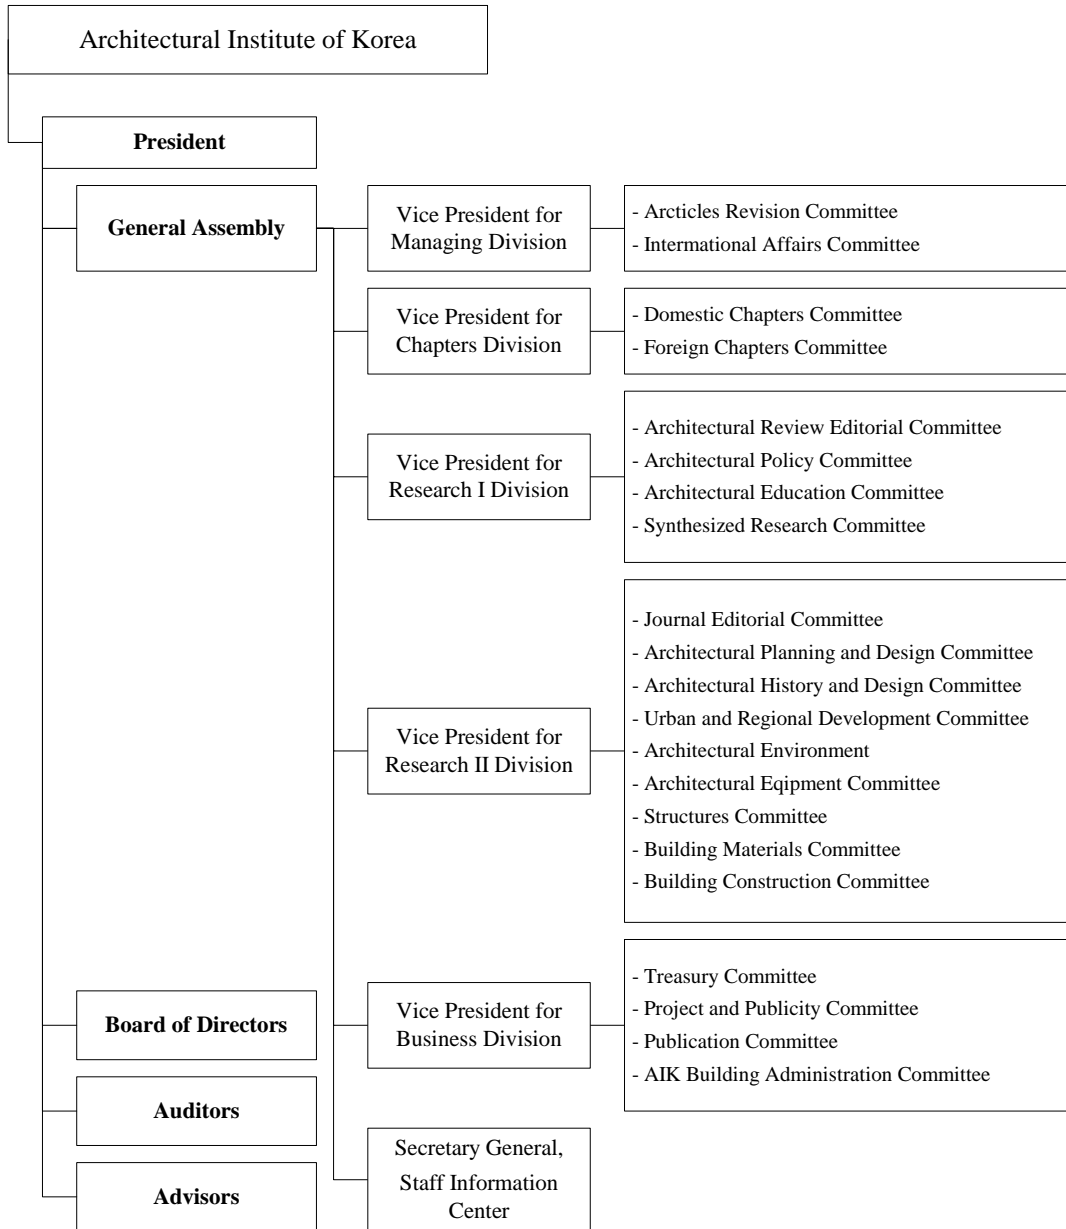 Architectural Institute of Korea
President
General Assembly
Vice President for
Managing Division
- Arcticles Revision Committee
- Intermational Affairs Committee
Vice President for
Chapters Division
- Domestic Chapters Committee
- Foreign Chapters Committee
Vice President for
Research I Division
- Architectural Review Editorial Committee
- Architectural Policy Committee
- Architectural Education Committee
- Synthesized Research Committee
Vice President for
Research II Division
- Journal Editorial Committee
- Architectural Planning and Design Committee
- Architectural History and Design Committee
- Urban and Regional Development Committee
- Architectural Environment
- Architectural Eqipment Committee
- Structures Committee
- Building Materials Committee
- Building Construction Committee
Board of Directors
Vice President for
Business Division
- Treasury Committee
- Project and Publicity Committee
- Publication Committee
- AIK Building Administration Committee
Auditors
Advisors
Secretary General,
Staff Information
Center